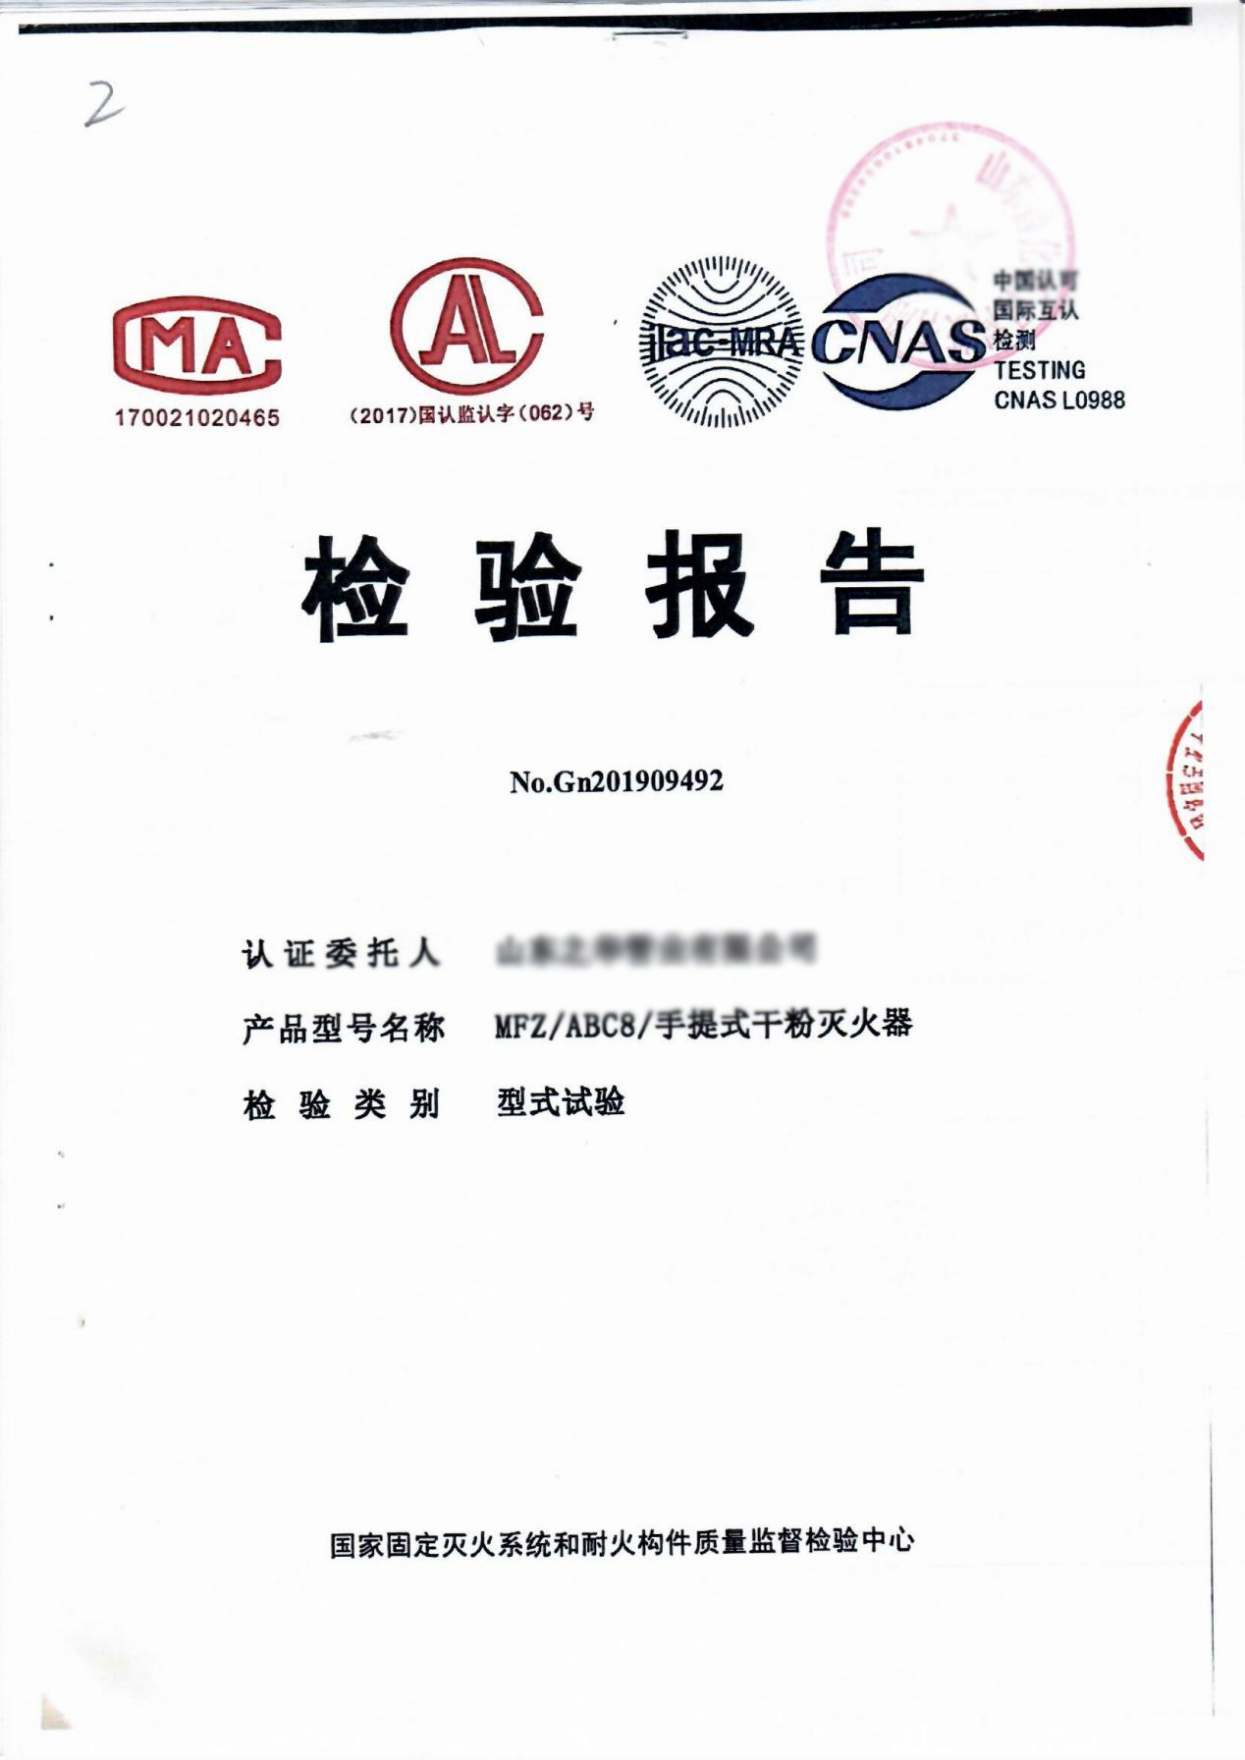 2
MA
170021020465
AL
(2017)国认监认字(062)号
ilac-MRA
CNAS
中国认可
国际互认
检测
TESTING
CNAS L0988
检验报告
No.Gn201909492
认证委托人
产品型号名称 MFZ/ABC8/手提式干粉灭火器
检验类别 型式试验
国家固定灭火系统和耐火构件质量监督检验中心